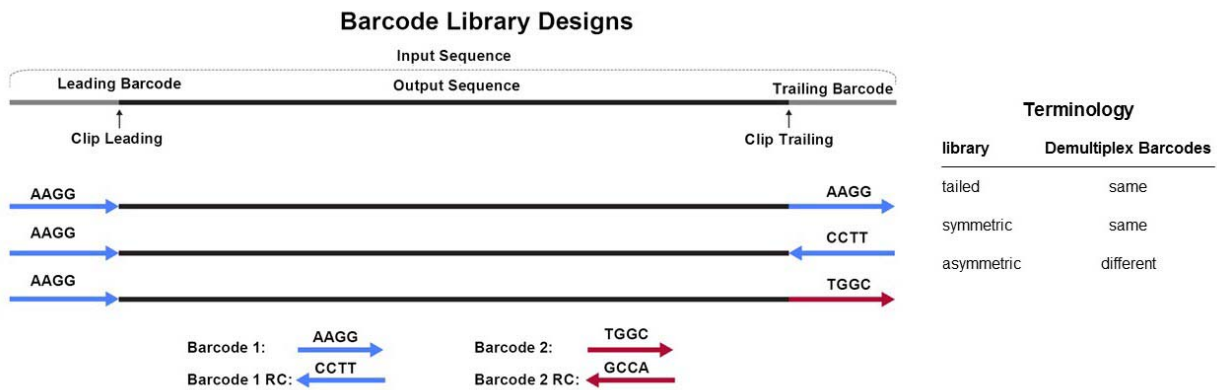 Barcode Library Designs
Input Sequence
Leading Barcode Output Sequence Trailing Barcode
Clip Leading Clip Trailing
AAGG AAGG
AAGG CCTT
AAGG TGGC
Barcode 1: AAGG Barcode 2: TGGC
Barcode 1 RC: CCTT Barcode 2 RC: GCCA
Terminology
library Demultiplex Barcodes
tailed same
symmetric same
asymmetric different